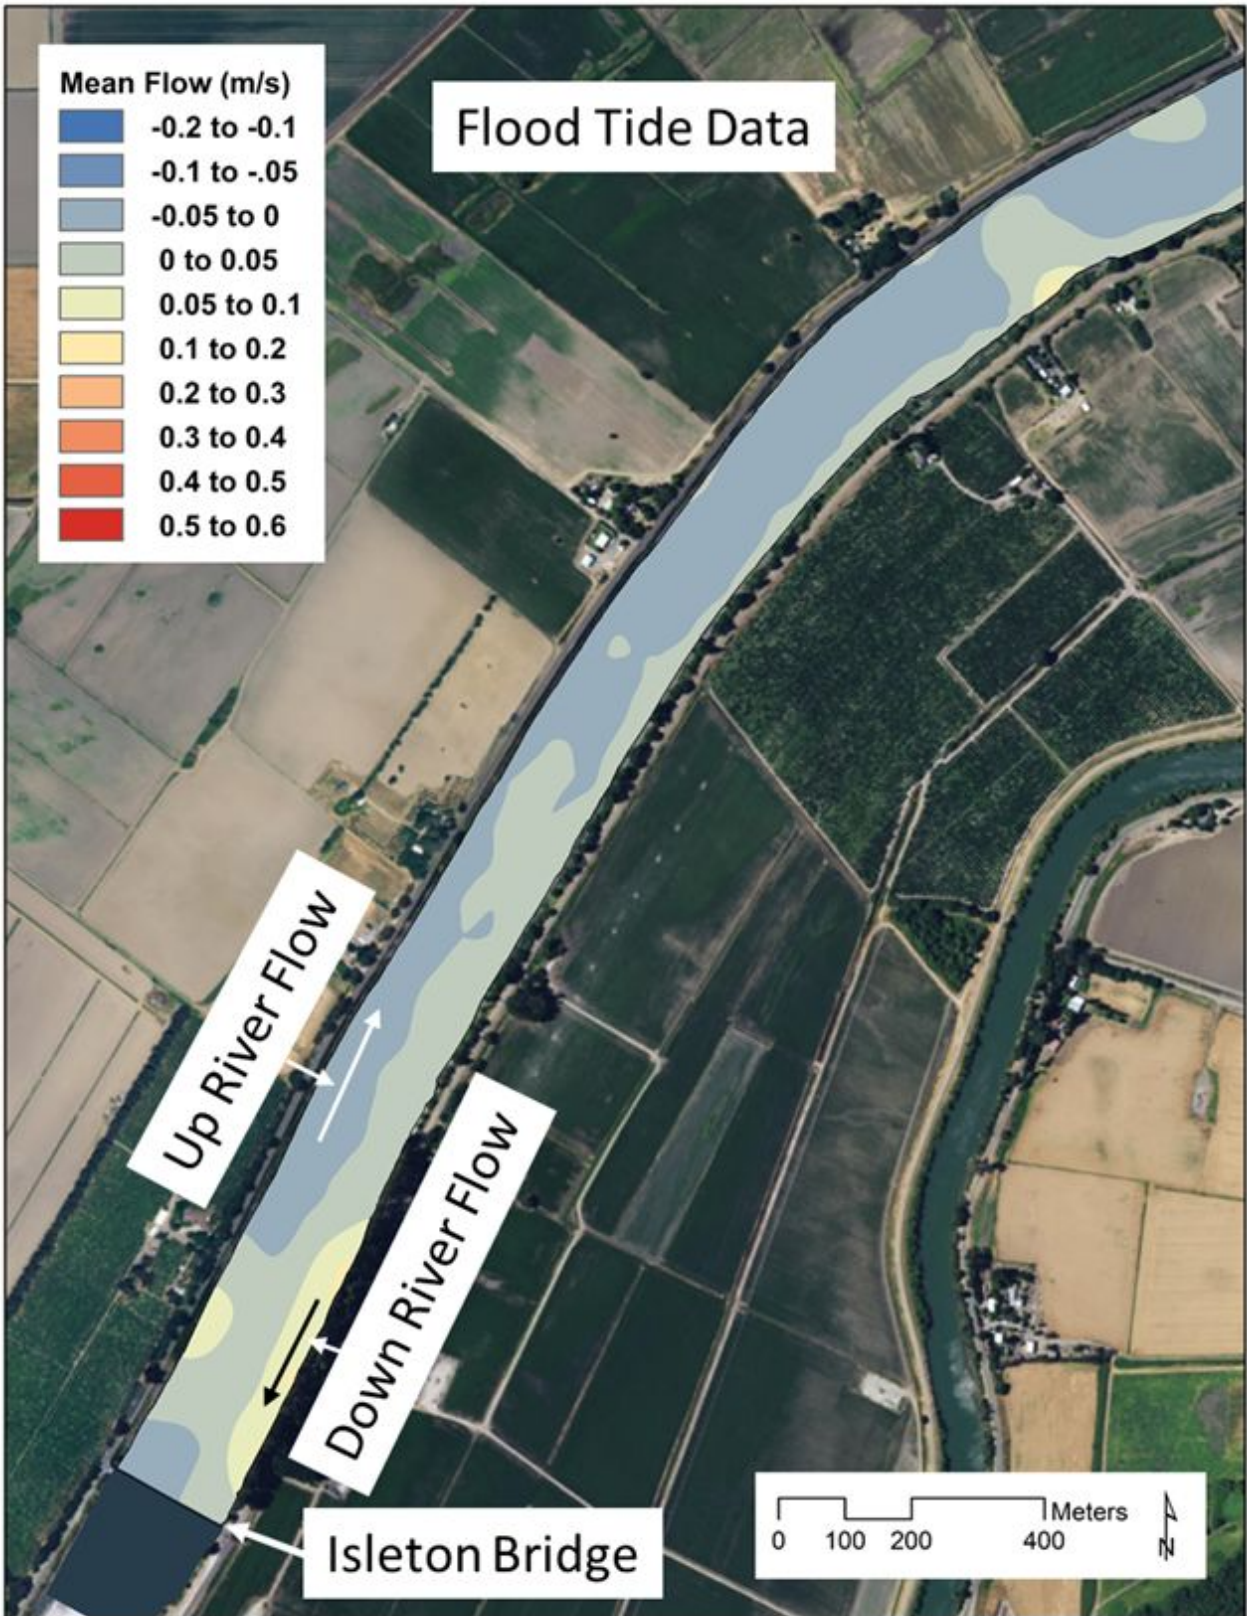 Mean Flow (m/s)
-0.2 to -0.1
-0.1 to -.05
-0.05 to 0
0 to 0.05
0.05 to 0.1
0.1 to 0.2
0.2 to 0.3
0.3 to 0.4
0.4 to 0.5
0.5 to 0.6
Flood Tide Data
Up River Flow
Down River Flow
Isleton Bridge
Meters
0 100 200 400
N